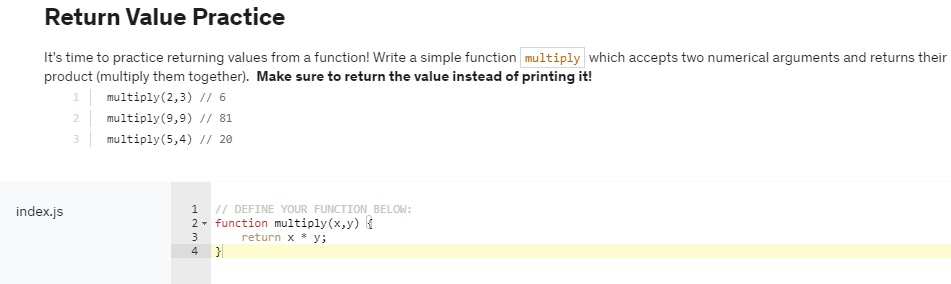 Return Value Practice
It's time to practice returning values from a function! Write a simple function multiply which accepts two numerical arguments and returns their
product (multiply them together). Make sure to return the value instead of printing it!
1 multiply(2,3) // 6
2 multiply(9,9) // 81
3 multiply(5,4) // 20
index.js
1 // DEFINE YOUR FUNCTION BELOW:
2 function multiply(x,y) {
3 return x * y;
4 }